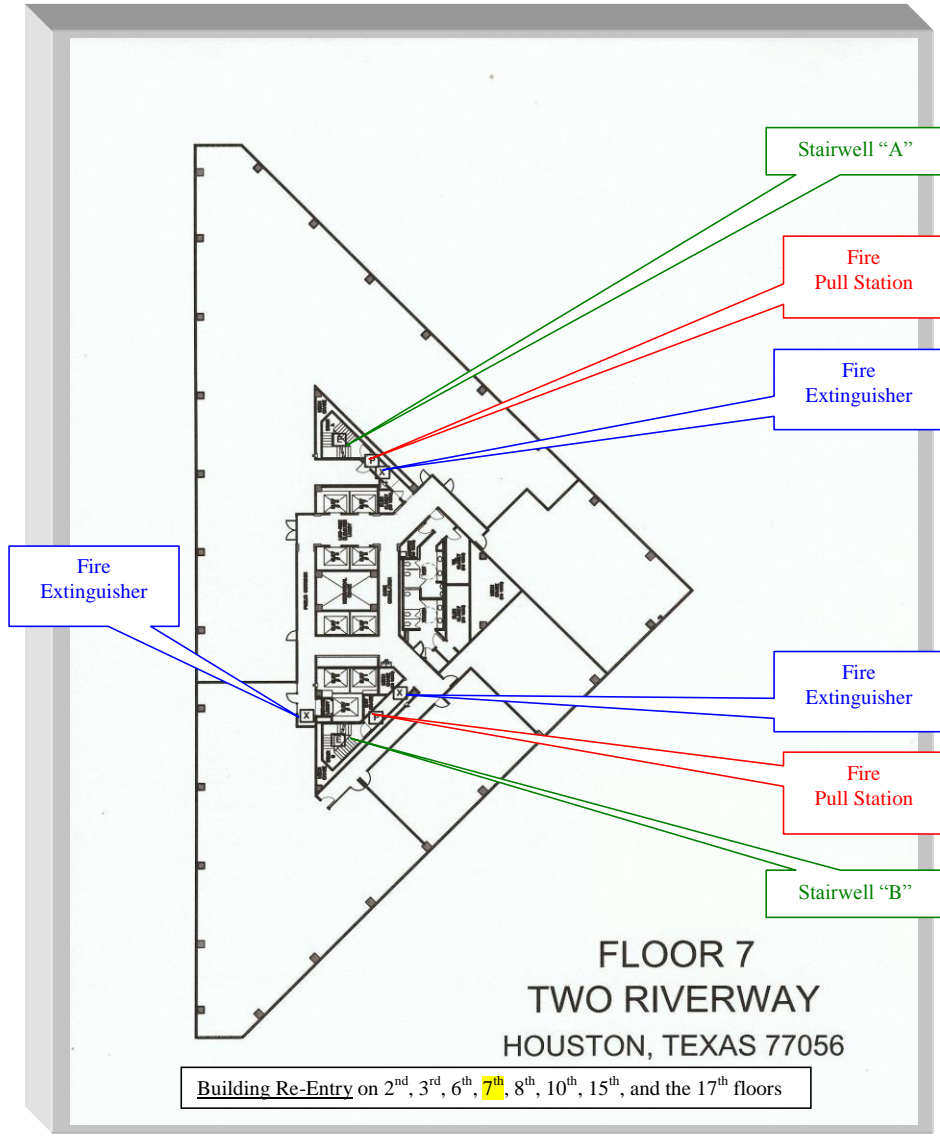 Stairwell “A”
Fire
Pull Station
Fire
Extinguisher
Fire
Extinguisher
Fire
Extinguisher
Fire
Pull Station
Stairwell “B”
FLOOR 7
TWO RIVERWAY
HOUSTON, TEXAS 77056
Building Re-Entry on 2nd, 3rd, 6th, 7th, 8th, 10th, 15th, and the 17th floors
X
X
X